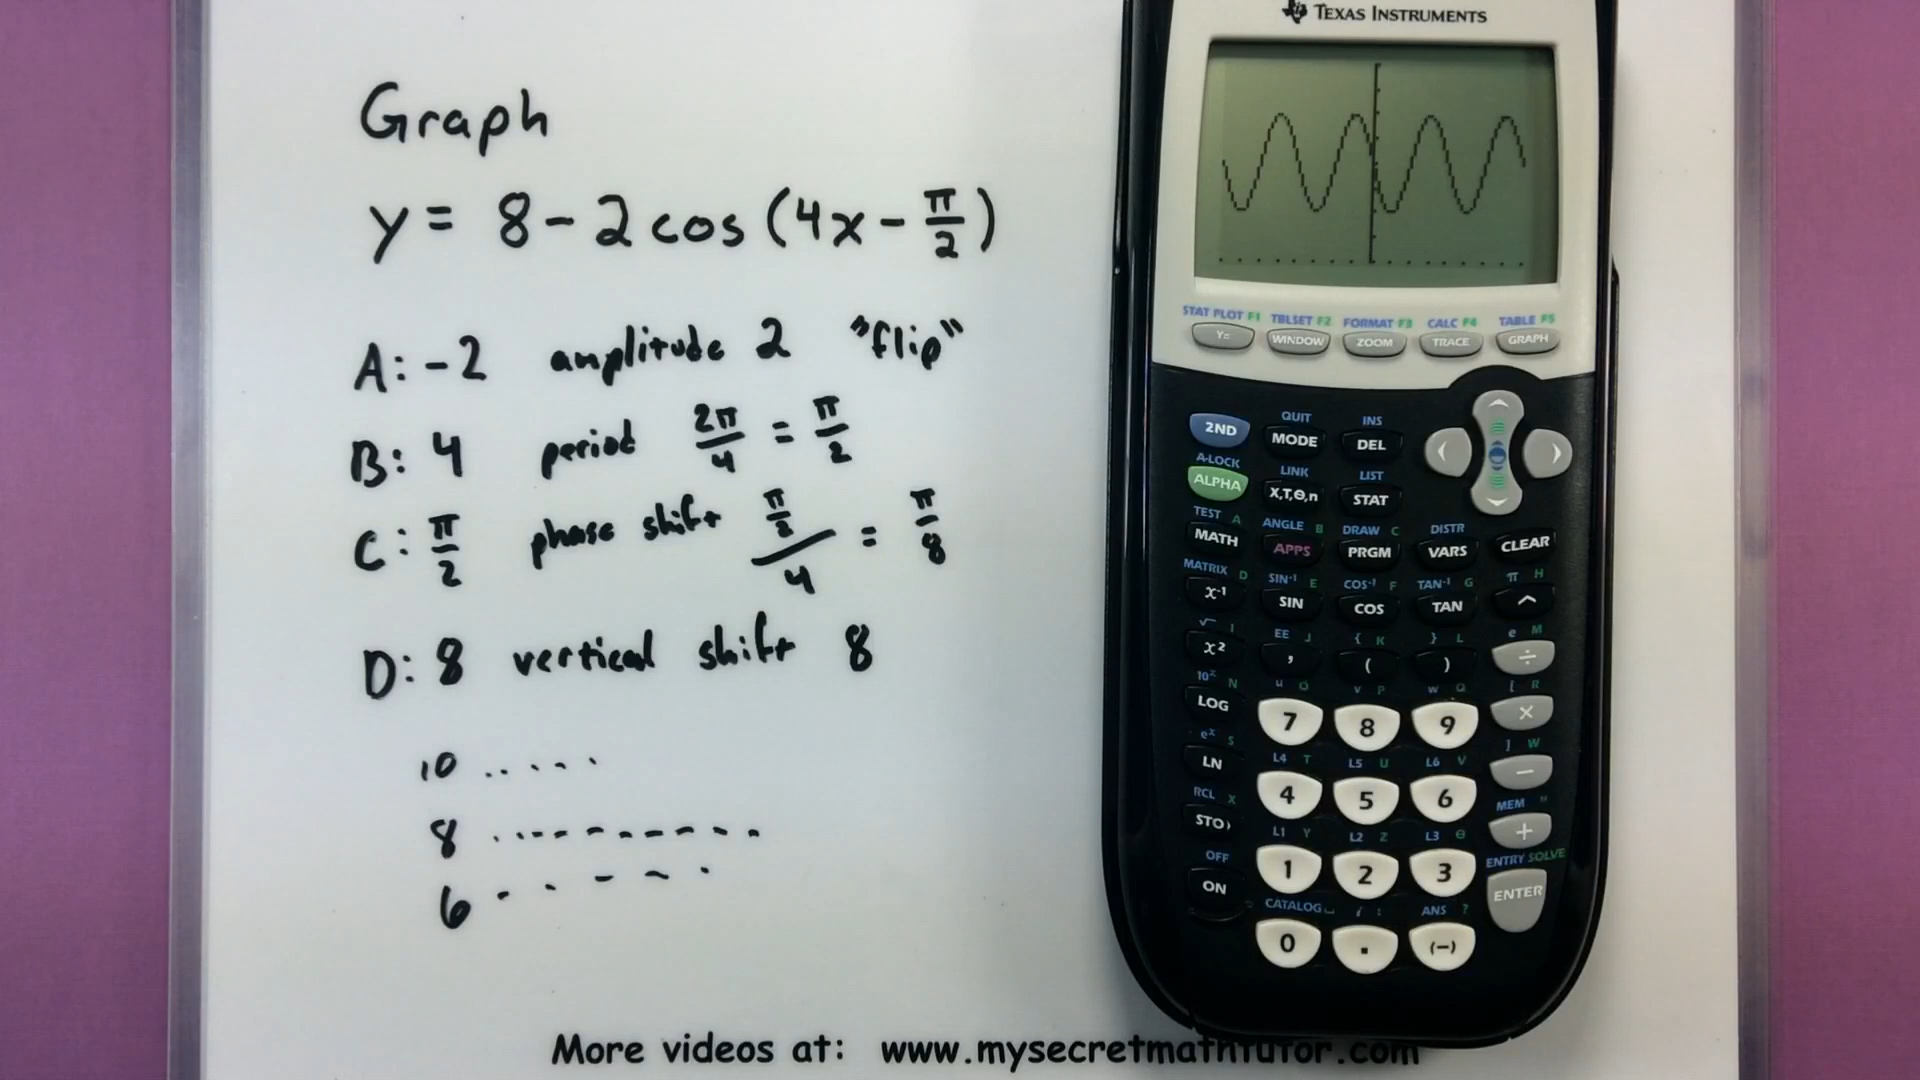 Graph
y = 8 - 2 cos (4x - π/2)
A: -2 amplitude 2 "flip"
B: 4 period 2π/4 = π/2
C: π/2 phase shift π/2/4 = π/8
D: 8 vertical shift 8
10
8
6
More videos at: www.mysecretmathtutor.com
TEXAS INSTRUMENTS
STAT PLOT F1 TBLSET F2 FORMAT F3 CALC F4 TABLE F5
Y= WINDOW ZOOM TRACE GRAPH
QUIT INS
2ND MODE DEL
A-LOCK LINK LIST
ALPHA X,T,Θ,n STAT
TEST A ANGLE B DRAW C DISTR
MATH APPS PRGM VARS CLEAR
MATRIX D SIN⁻¹ E COS⁻¹ F TAN⁻¹ G π H
x⁻¹ SIN COS TAN ^
√ I EE J { K } L e M
x² , ( ) ÷
10ˣ N u O v P w Q [ R
LOG 7 8 9 ×
eˣ S L4 T L5 U L6 V ] W
LN 4 5 6 −
RCL X L1 Y L2 Z L3 θ MEM "
STO› 1 2 3 +
OFF CATALOG ⎵ i : ANS ? ENTRY SOLVE
ON 0 . (−) ENTER